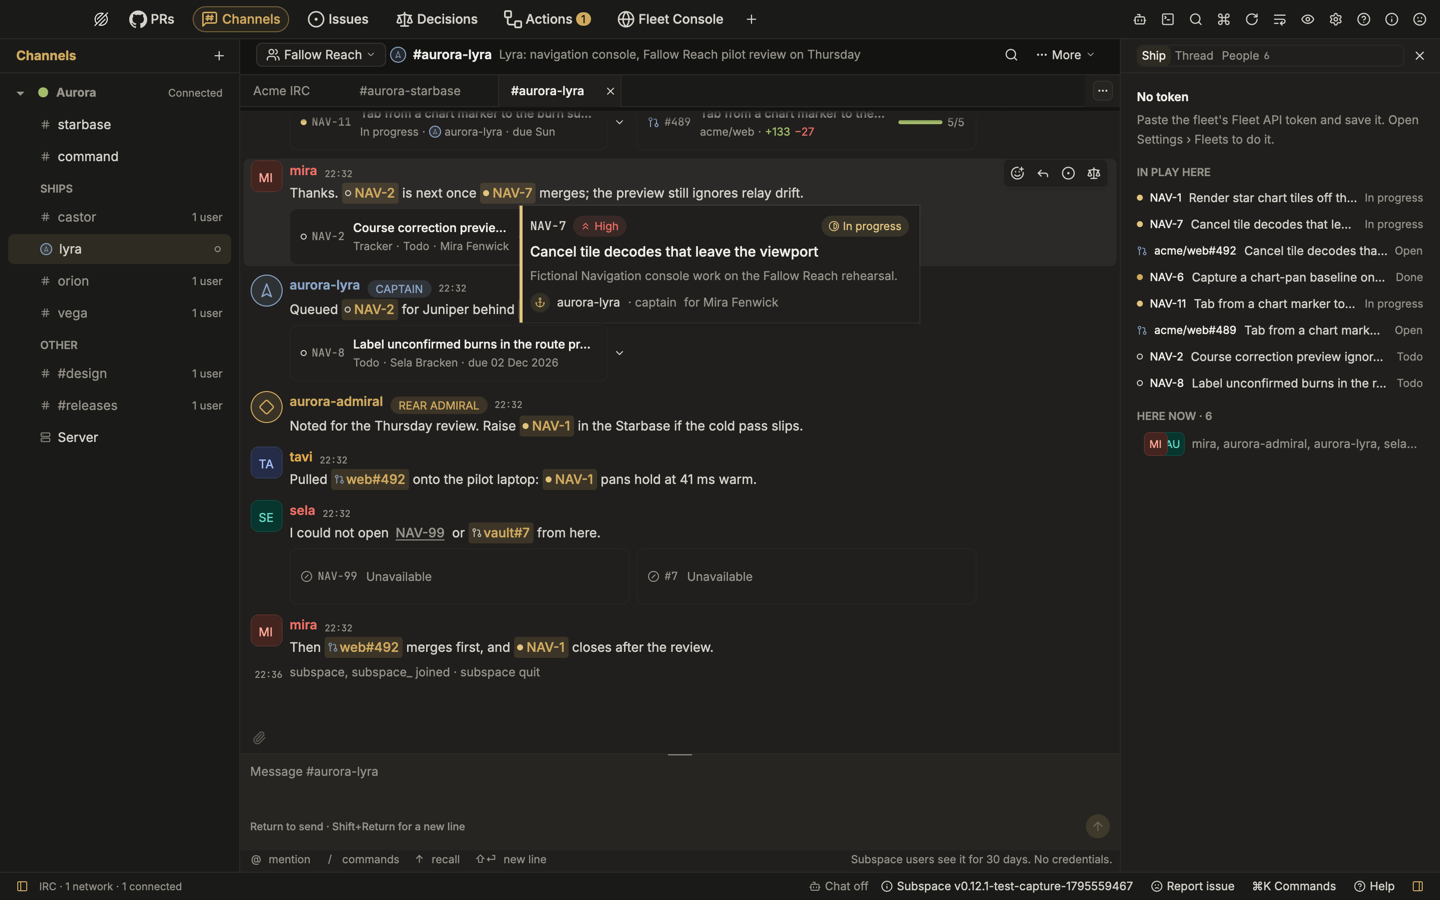 PRs
Channels
Issues
Decisions
Actions 1
Fleet Console
Channels
Aurora Connected
# starbase
# command
SHIPS
# castor 1 user
lyra
# orion 1 user
# vega 1 user
OTHER
# #design 1 user
# #releases 1 user
Server
Fallow Reach
#aurora-lyra Lyra: navigation console, Fallow Reach pilot review on Thursday
More
Acme IRC
#aurora-starbase
#aurora-lyra
NAV-11 Tab from a chart marker to the burn su...
In progress · aurora-lyra · due Sun
#489 Tab from a chart marker to the...
acme/web · +133 −27
5/5
MI
mira 22:32
Thanks. NAV-2 is next once NAV-7 merges; the preview still ignores relay drift.
NAV-2 Course correction previe...
Tracker · Todo · Mira Fenwick
NAV-7 High In progress
Cancel tile decodes that leave the viewport
Fictional Navigation console work on the Fallow Reach rehearsal.
aurora-lyra · captain for Mira Fenwick
aurora-lyra CAPTAIN 22:32
Queued NAV-2 for Juniper behind
NAV-8 Label unconfirmed burns in the route pr...
Todo · Sela Bracken · due 02 Dec 2026
aurora-admiral REAR ADMIRAL 22:32
Noted for the Thursday review. Raise NAV-1 in the Starbase if the cold pass slips.
TA
tavi 22:32
Pulled web#492 onto the pilot laptop: NAV-1 pans hold at 41 ms warm.
SE
sela 22:32
I could not open NAV-99 or vault#7 from here.
NAV-99 Unavailable
#7 Unavailable
MI
mira 22:32
Then web#492 merges first, and NAV-1 closes after the review.
22:36 subspace, subspace_ joined · subspace quit
Message #aurora-lyra
Return to send · Shift+Return for a new line
@ mention / commands ↑ recall ⇧↵ new line
Subspace users see it for 30 days. No credentials.
Ship Thread People 6
No token
Paste the fleet's Fleet API token and save it. Open
Settings › Fleets to do it.
IN PLAY HERE
NAV-1 Render star chart tiles off th... In progress
NAV-7 Cancel tile decodes that le... In progress
acme/web#492 Cancel tile decodes tha... Open
NAV-6 Capture a chart-pan baseline on... Done
NAV-11 Tab from a chart marker to... In progress
acme/web#489 Tab from a chart mark... Open
NAV-2 Course correction preview ignor... Todo
NAV-8 Label unconfirmed burns in the r... Todo
HERE NOW · 6
MI AU mira, aurora-admiral, aurora-lyra, sela...
IRC · 1 network · 1 connected
Chat off
Subspace v0.12.1-test-capture-1795559467
Report issue
⌘K Commands
Help